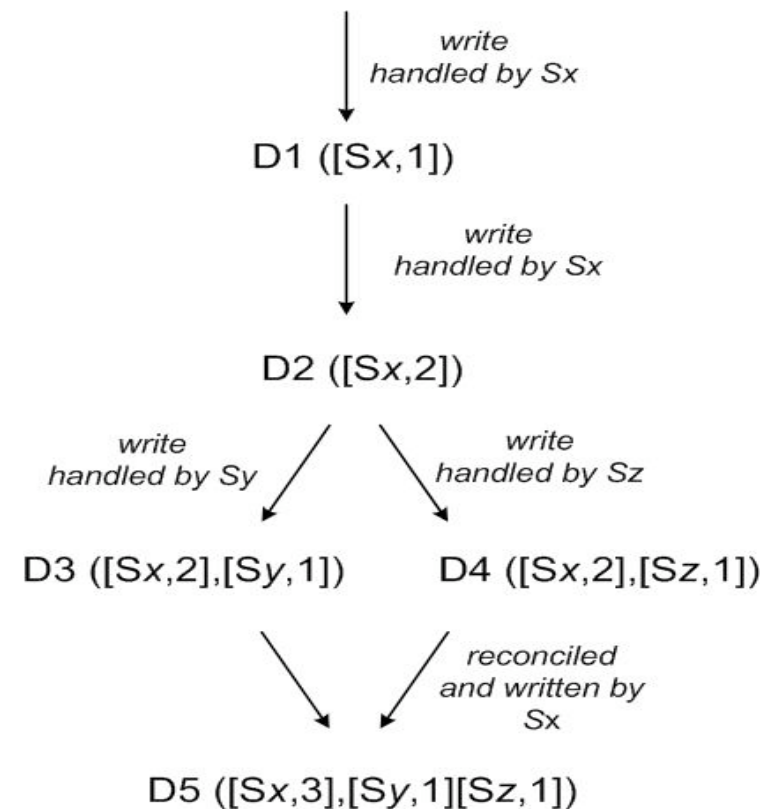 write
handled by Sx
D1 ([Sx,1])
write
handled by Sx
D2 ([Sx,2])
write
handled by Sy
write
handled by Sz
D3 ([Sx,2],[Sy,1])
D4 ([Sx,2],[Sz,1])
reconciled
and written by
Sx
D5 ([Sx,3],[Sy,1][Sz,1])